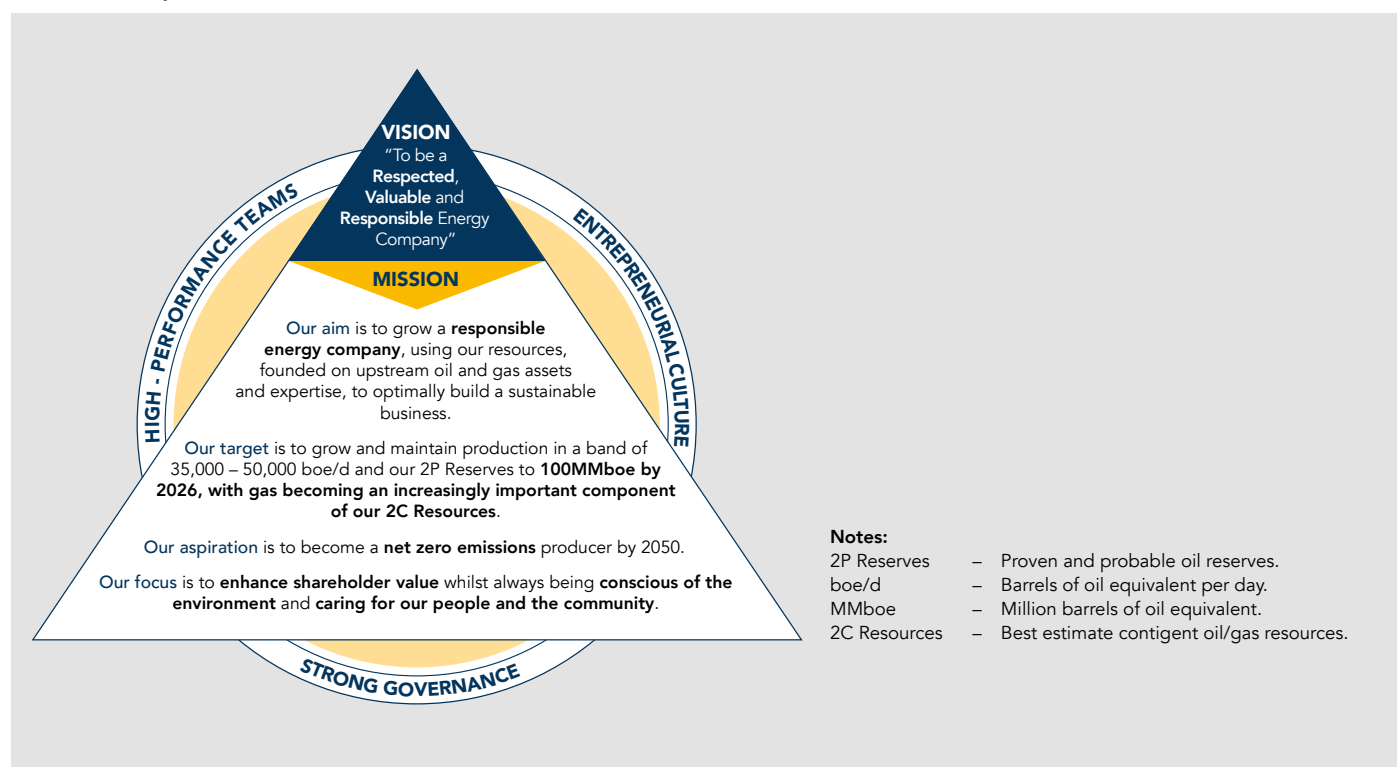 VISION
"To be a
Respected,
Valuable and
Responsible Energy
Company"
HIGH - PERFORMANCE TEAMS
ENTREPRENEURIAL CULTURE
MISSION
Our aim is to grow a responsible
energy company, using our resources,
founded on upstream oil and gas assets
and expertise, to optimally build a sustainable
business.
Our target is to grow and maintain production in a band of
35,000 – 50,000 boe/d and our 2P Reserves to 100MMboe by
2026, with gas becoming an increasingly important component
of our 2C Resources.
Our aspiration is to become a net zero emissions producer by 2050.
Our focus is to enhance shareholder value whilst always being conscious of the
environment and caring for our people and the community.
STRONG GOVERNANCE
Notes:
2P Reserves – Proven and probable oil reserves.
boe/d – Barrels of oil equivalent per day.
MMboe – Million barrels of oil equivalent.
2C Resources – Best estimate contigent oil/gas resources.